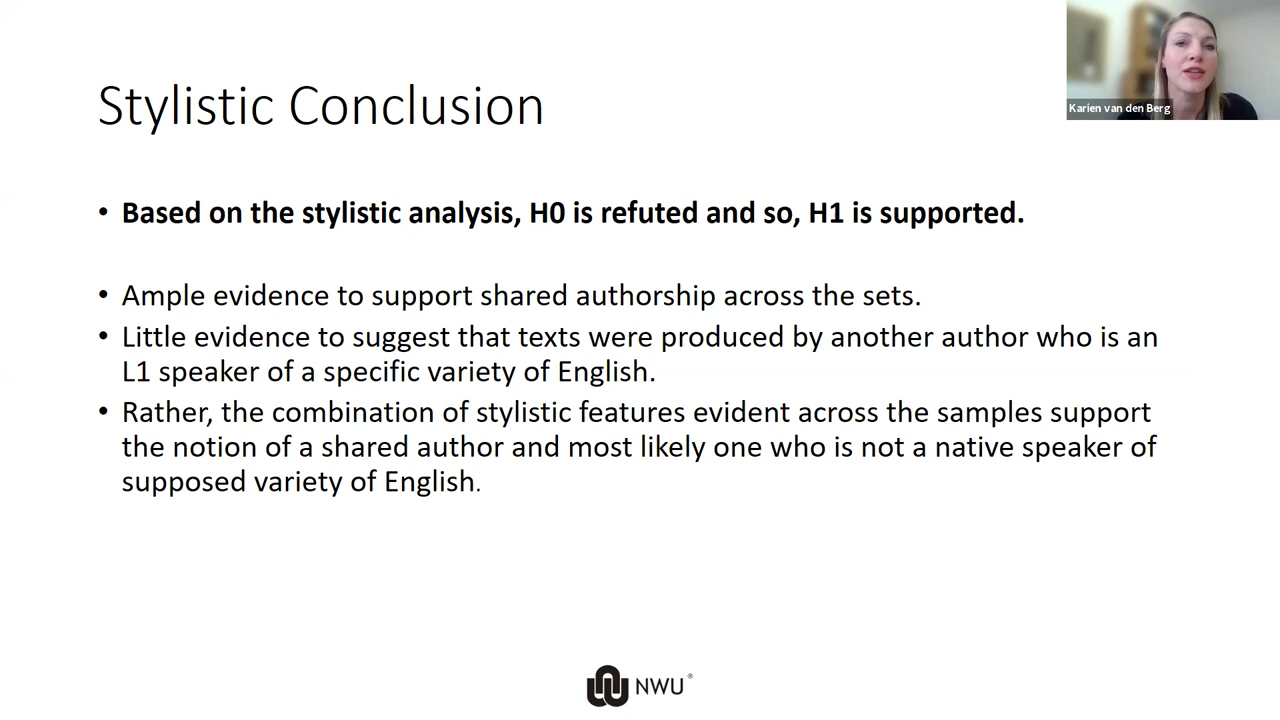 Karien van den Berg
Stylistic Conclusion
• Based on the stylistic analysis, H0 is refuted and so, H1 is supported.
• Ample evidence to support shared authorship across the sets.
• Little evidence to suggest that texts were produced by another author who is an
L1 speaker of a specific variety of English.
• Rather, the combination of stylistic features evident across the samples support
the notion of a shared author and most likely one who is not a native speaker of
supposed variety of English.
NWU®